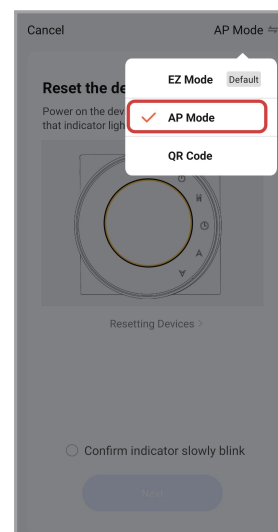 Cancel
AP Mode
EZ Mode Default
AP Mode
QR Code
Reset the de
Power on the dev
that indicator ligh
Resetting Devices >
Confirm indicator slowly blink
Next